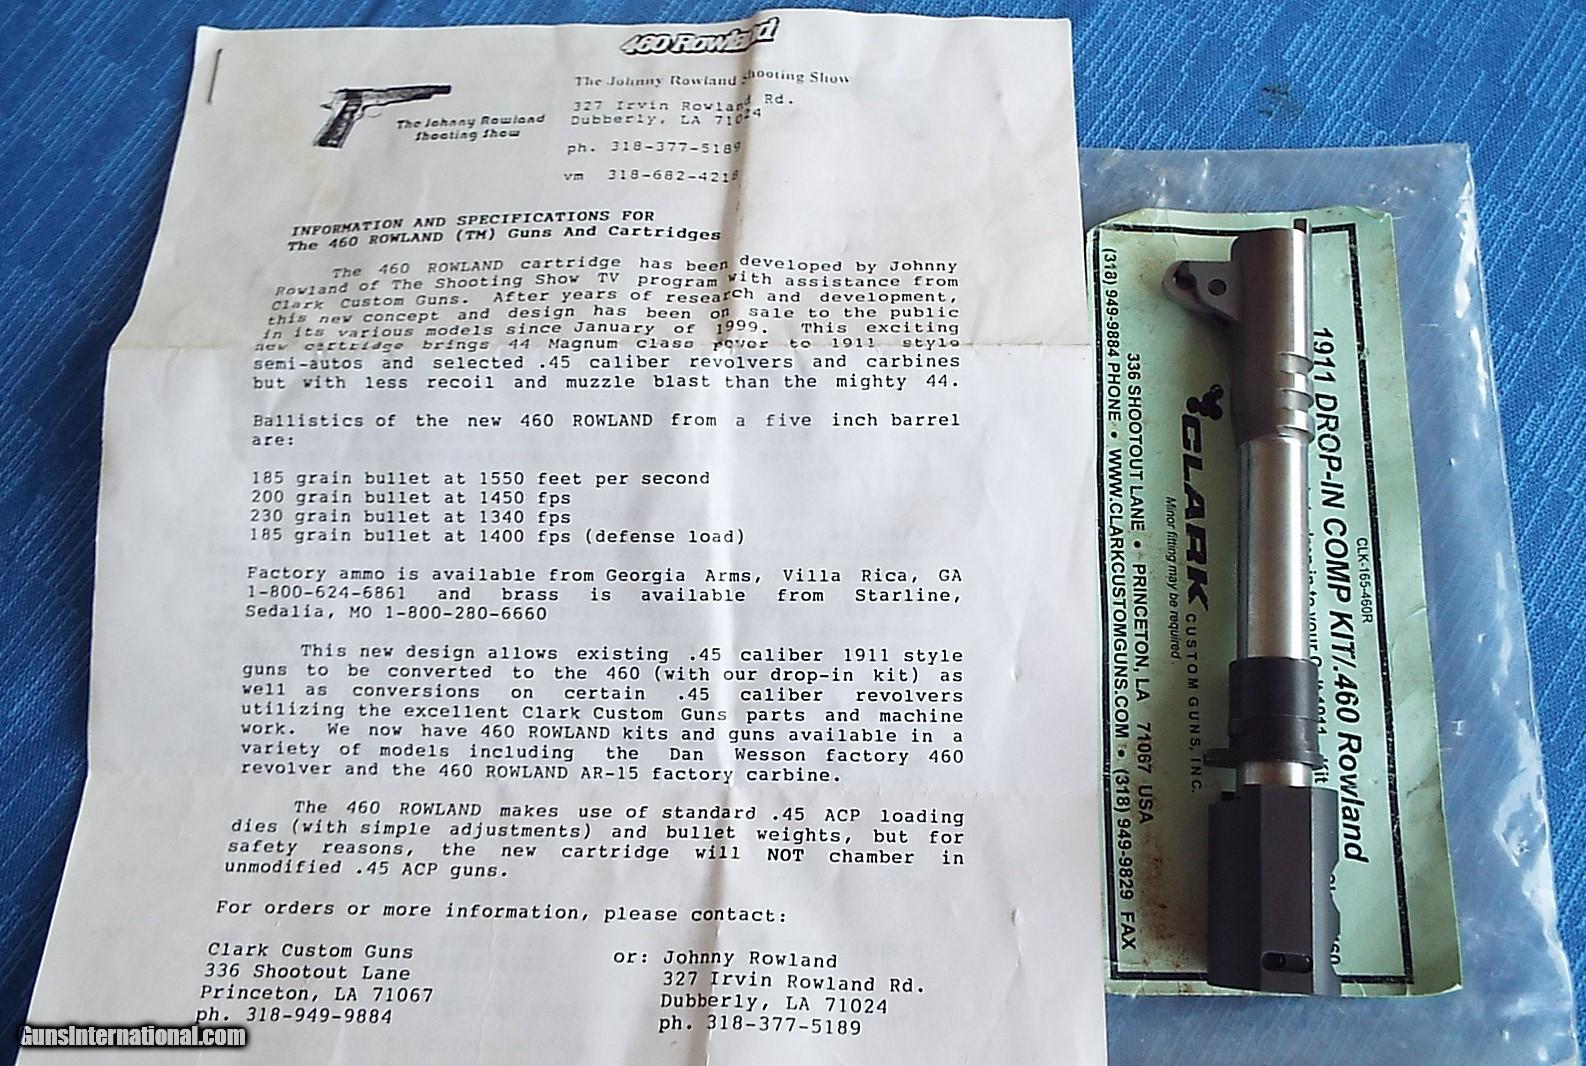 460 Rowland
The Johnny Rowland Shooting Show
The Johnny Rowland
Shooting Show
327 Irvin Rowland Rd.
Dubberly, LA 71024
ph. 318-377-5189
vm 318-682-4218
INFORMATION AND SPECIFICATIONS FOR
The 460 ROWLAND (TM) Guns And Cartridges
The 460 ROWLAND cartridge has been developed by Johnny
Rowland of The Shooting Show TV program with assistance from
Clark Custom Guns. After years of research and development,
this new concept and design has been on sale to the public
in its various models since January of 1999. This exciting
new cartridge brings 44 Magnum class power to 1911 style
semi-autos and selected .45 caliber revolvers and carbines
but with less recoil and muzzle blast than the mighty 44.
Ballistics of the new 460 ROWLAND from a five inch barrel
are:
185 grain bullet at 1550 feet per second
200 grain bullet at 1450 fps
230 grain bullet at 1340 fps
185 grain bullet at 1400 fps (defense load)
Factory ammo is available from Georgia Arms, Villa Rica, GA
1-800-624-6861 and brass is available from Starline,
Sedalia, MO 1-800-280-6660
This new design allows existing .45 caliber 1911 style
guns to be converted to the 460 (with our drop-in kit) as
well as conversions on certain .45 caliber revolvers
utilizing the excellent Clark Custom Guns parts and machine
work. We now have 460 ROWLAND kits and guns available in a
variety of models including the Dan Wesson factory 460
revolver and the 460 ROWLAND AR-15 factory carbine.
The 460 ROWLAND makes use of standard .45 ACP loading
dies (with simple adjustments) and bullet weights, but for
safety reasons, the new cartridge will NOT chamber in
unmodified .45 ACP guns.
For orders or more information, please contact:
Clark Custom Guns
336 Shootout Lane
Princeton, LA 71067
ph. 318-949-9884
or: Johnny Rowland
327 Irvin Rowland Rd.
Dubberly, LA 71024
ph. 318-377-5189
CLK-165-460R
1911 DROP-IN COMP KIT/.460 Rowland
in to your Colt 1911. Kit
CLARK CUSTOM GUNS, INC.
Minor fitting may be required.
336 SHOOTOUT LANE • PRINCETON, LA 71067 USA
(318) 949-9884 PHONE • WWW.CLARKCUSTOMGUNS.COM • (318) 949-9829 FAX
GunsInternational.com